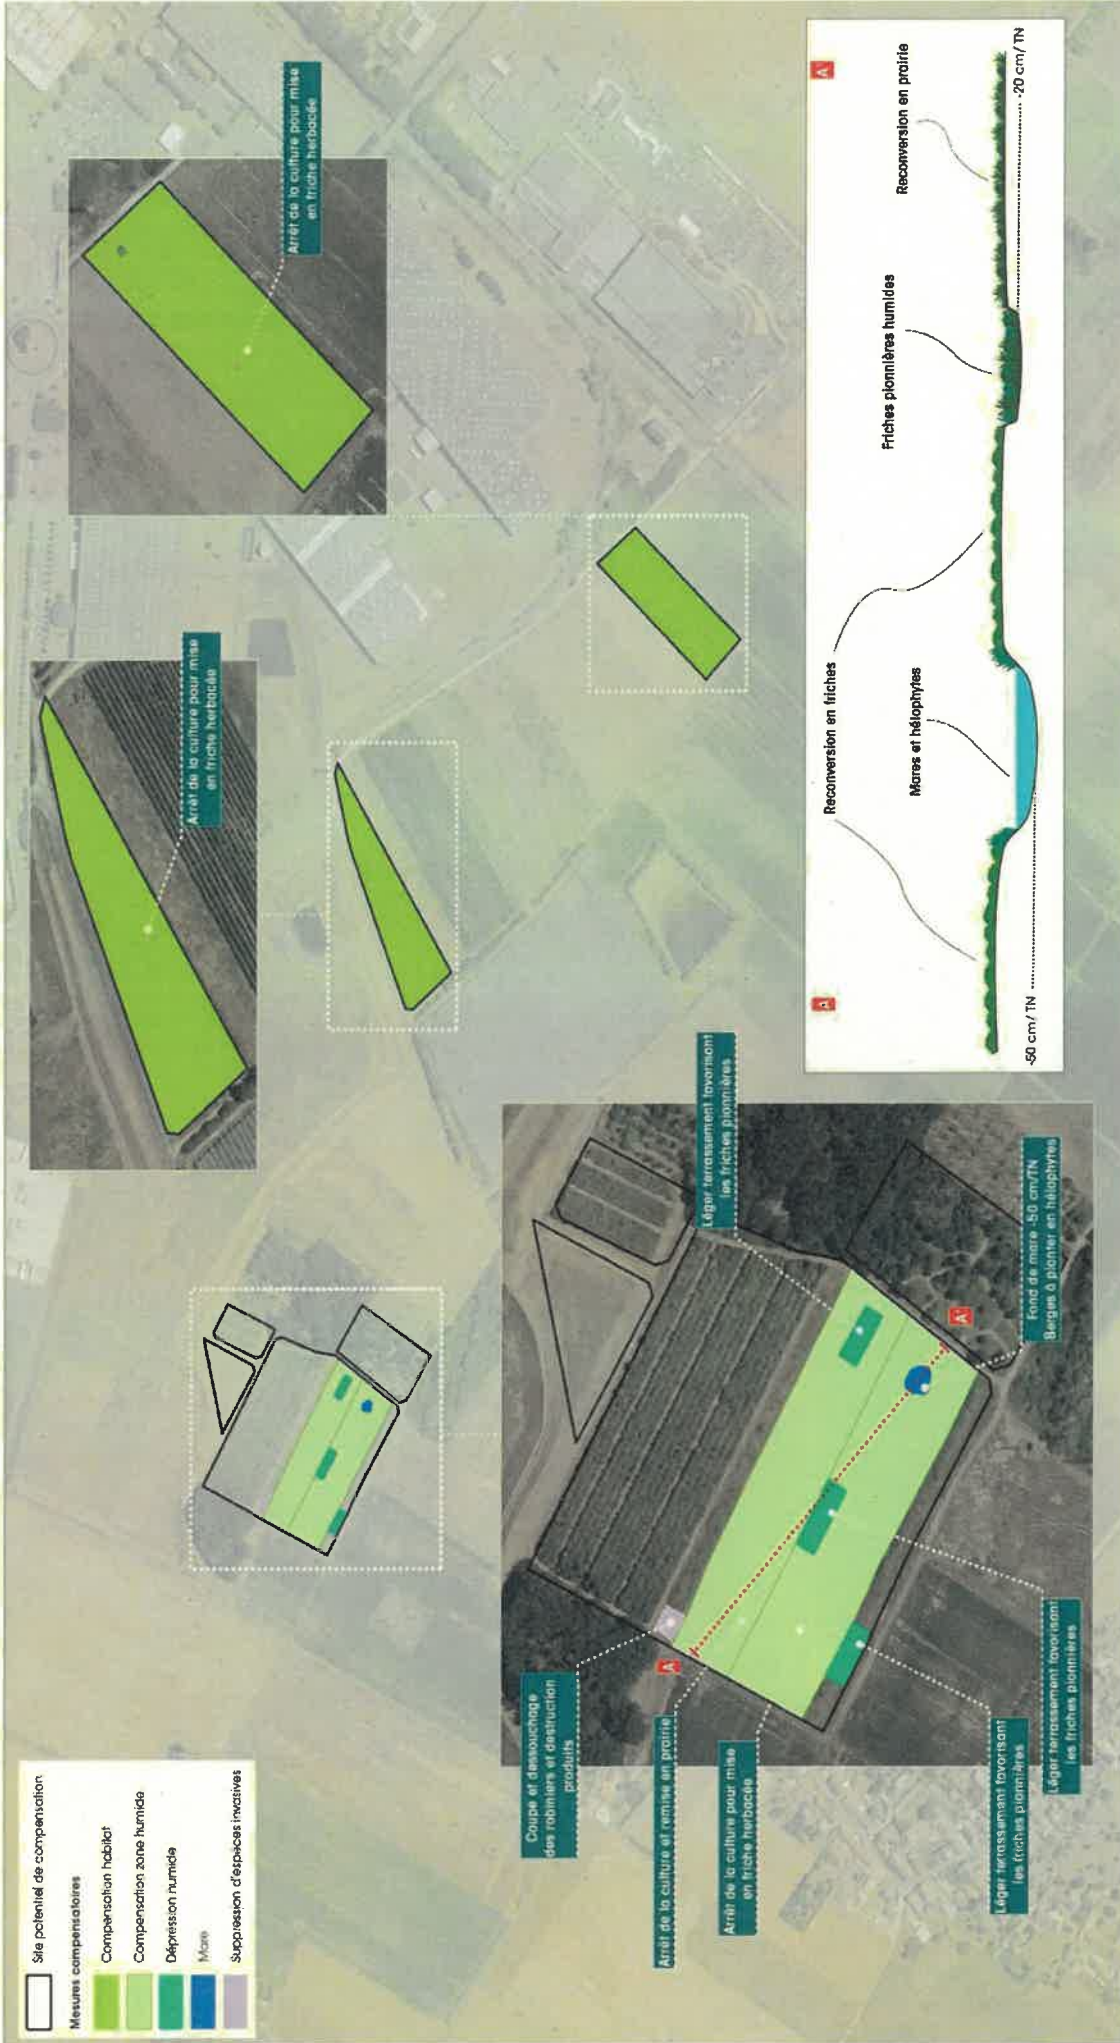 Site potentiel de compensation
Mesures compensatoires
Compensation habitat
Compensation zone humide
Dépression humide
Mare
Suppression d'espèces invasives
Arrêt de la culture pour mise
en friche herbacée
Arrêt de la culture pour mise
en friche herbacée
Coupe et dessouchage
des robiniers et destruction
produits
Arrêt de la culture et remise en prairie
Arrêt de la culture pour mise
en friche herbacée
Léger terrassement favorisant
les friches pionnières
Léger terrassement favorisant
les friches pionnières
Léger terrassement favorisant
les friches pionnières
Fond de mare -50 cm/TN
Berges à planter en hélophytes
A
A'
A
A'
Reconversion en friches
Mares et hélophytes
Friches pionnières humides
Reconversion en prairie
-50 cm/ TN
-20 cm/ TN